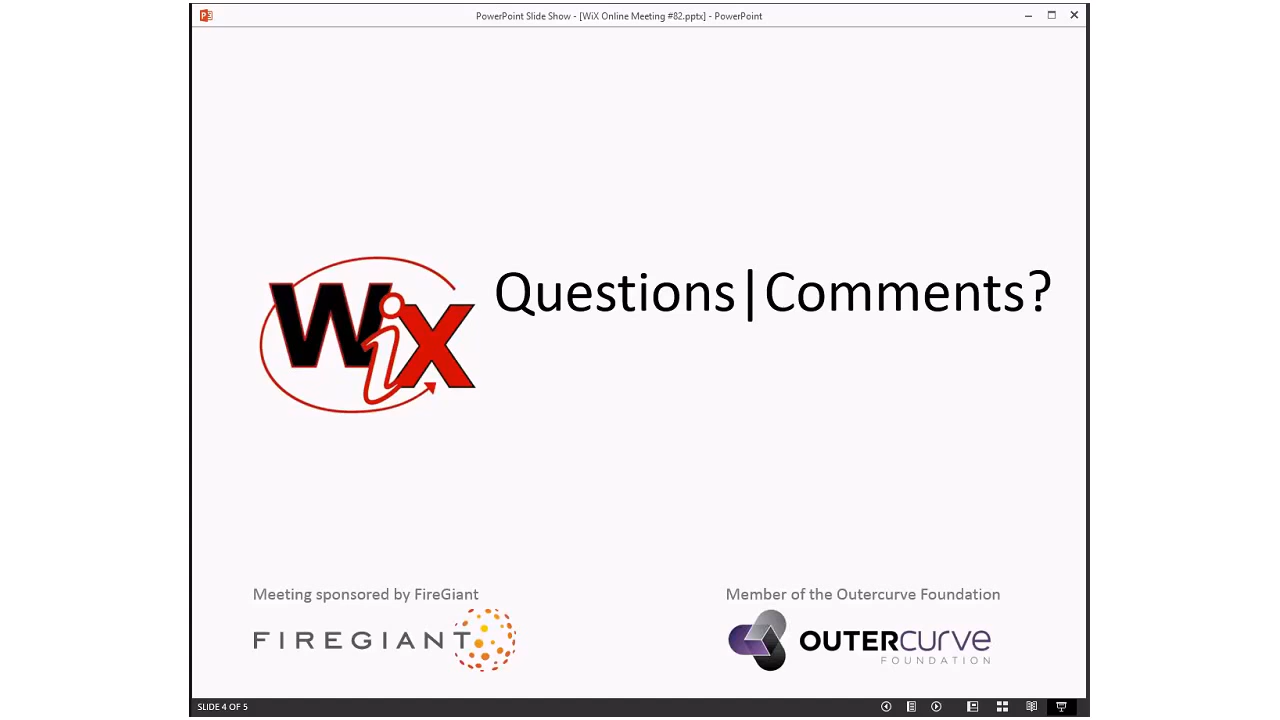 PowerPoint Slide Show - [WiX Online Meeting #82.pptx] - PowerPoint
WiX
Questions|Comments?
Meeting sponsored by FireGiant
FIREGIANT
Member of the Outercurve Foundation
OUTERCURVE
FOUNDATION
SLIDE 4 OF 5